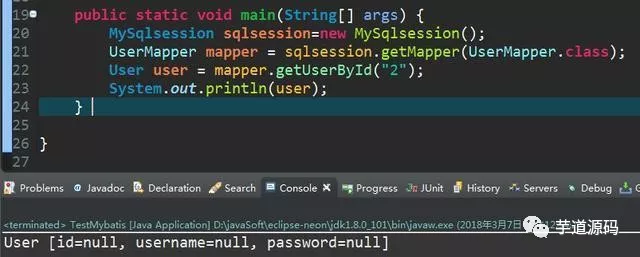 19 public static void main(String[] args) {
20 MySqlsession sqlsession=new MySqlsession();
21 UserMapper mapper = sqlsession.getMapper(UserMapper.class);
22 User user = mapper.getUserById("2");
23 System.out.println(user);
24 }
25
26 }
27
Problems Javadoc Declaration Search Console Progress JUnit History Servers Debug
<terminated> TestMybatis [Java Application] D:\javaSoft\eclipse-neon\jdk1.8.0_101\bin\javaw.exe (2018年3月7日
User [id=null, username=null, password=null]
芋道源码